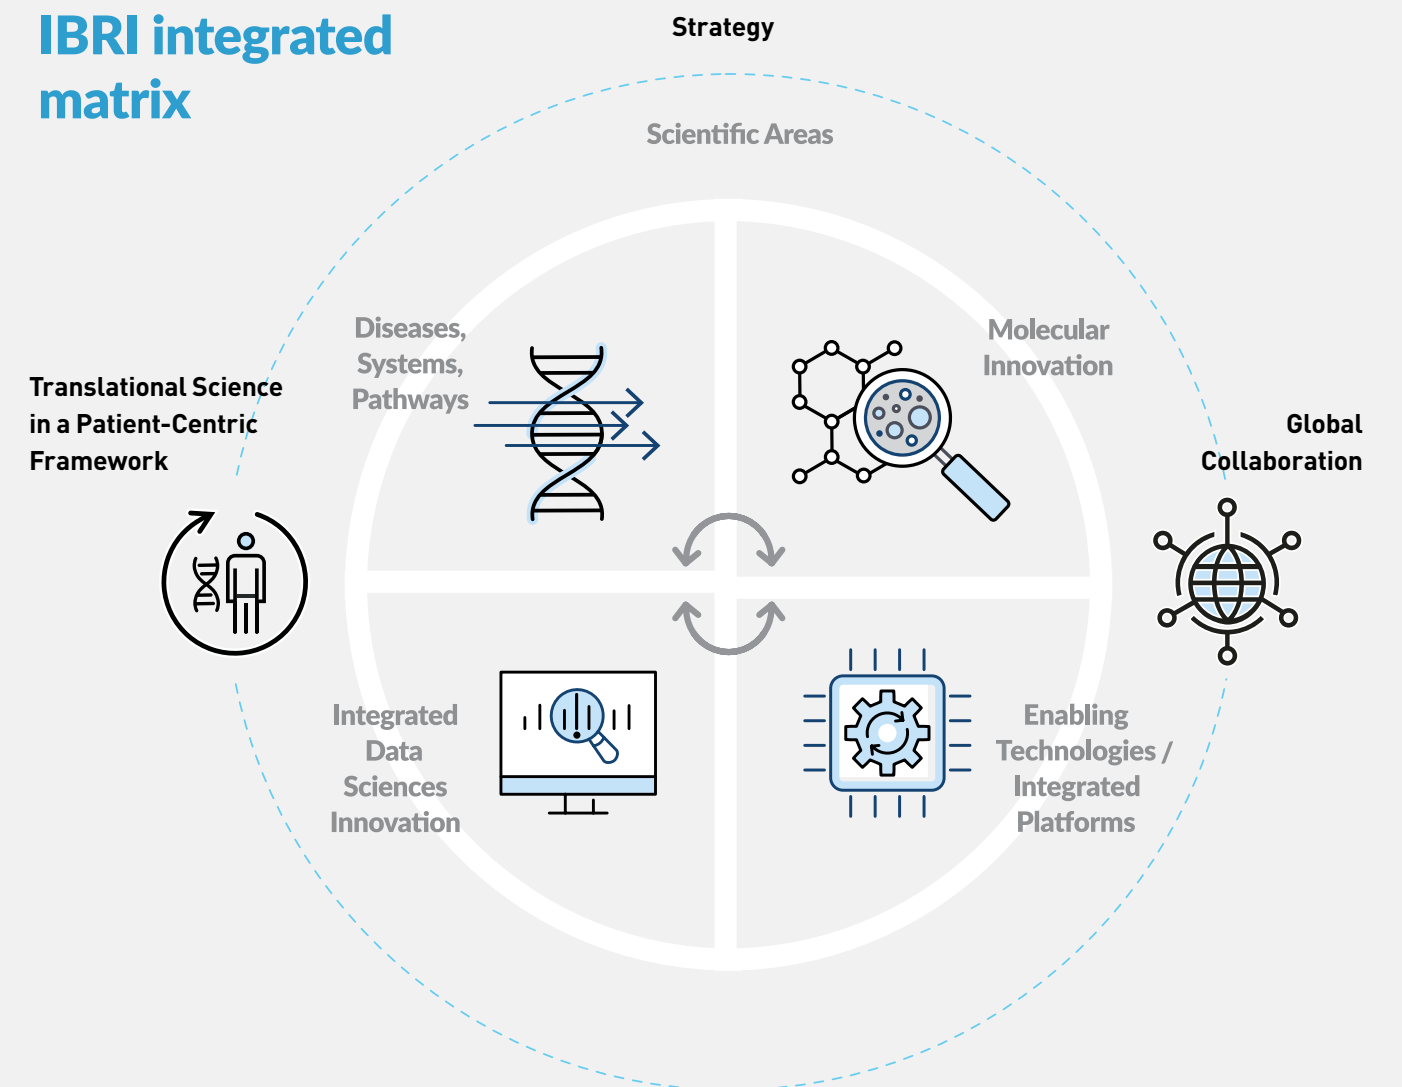 IBRI integrated
matrix
Strategy
Scientific Areas
Diseases,
Systems,
Pathways
Molecular
Innovation
Translational Science
in a Patient-Centric
Framework
Global
Collaboration
Integrated
Data
Sciences
Innovation
Enabling
Technologies /
Integrated
Platforms